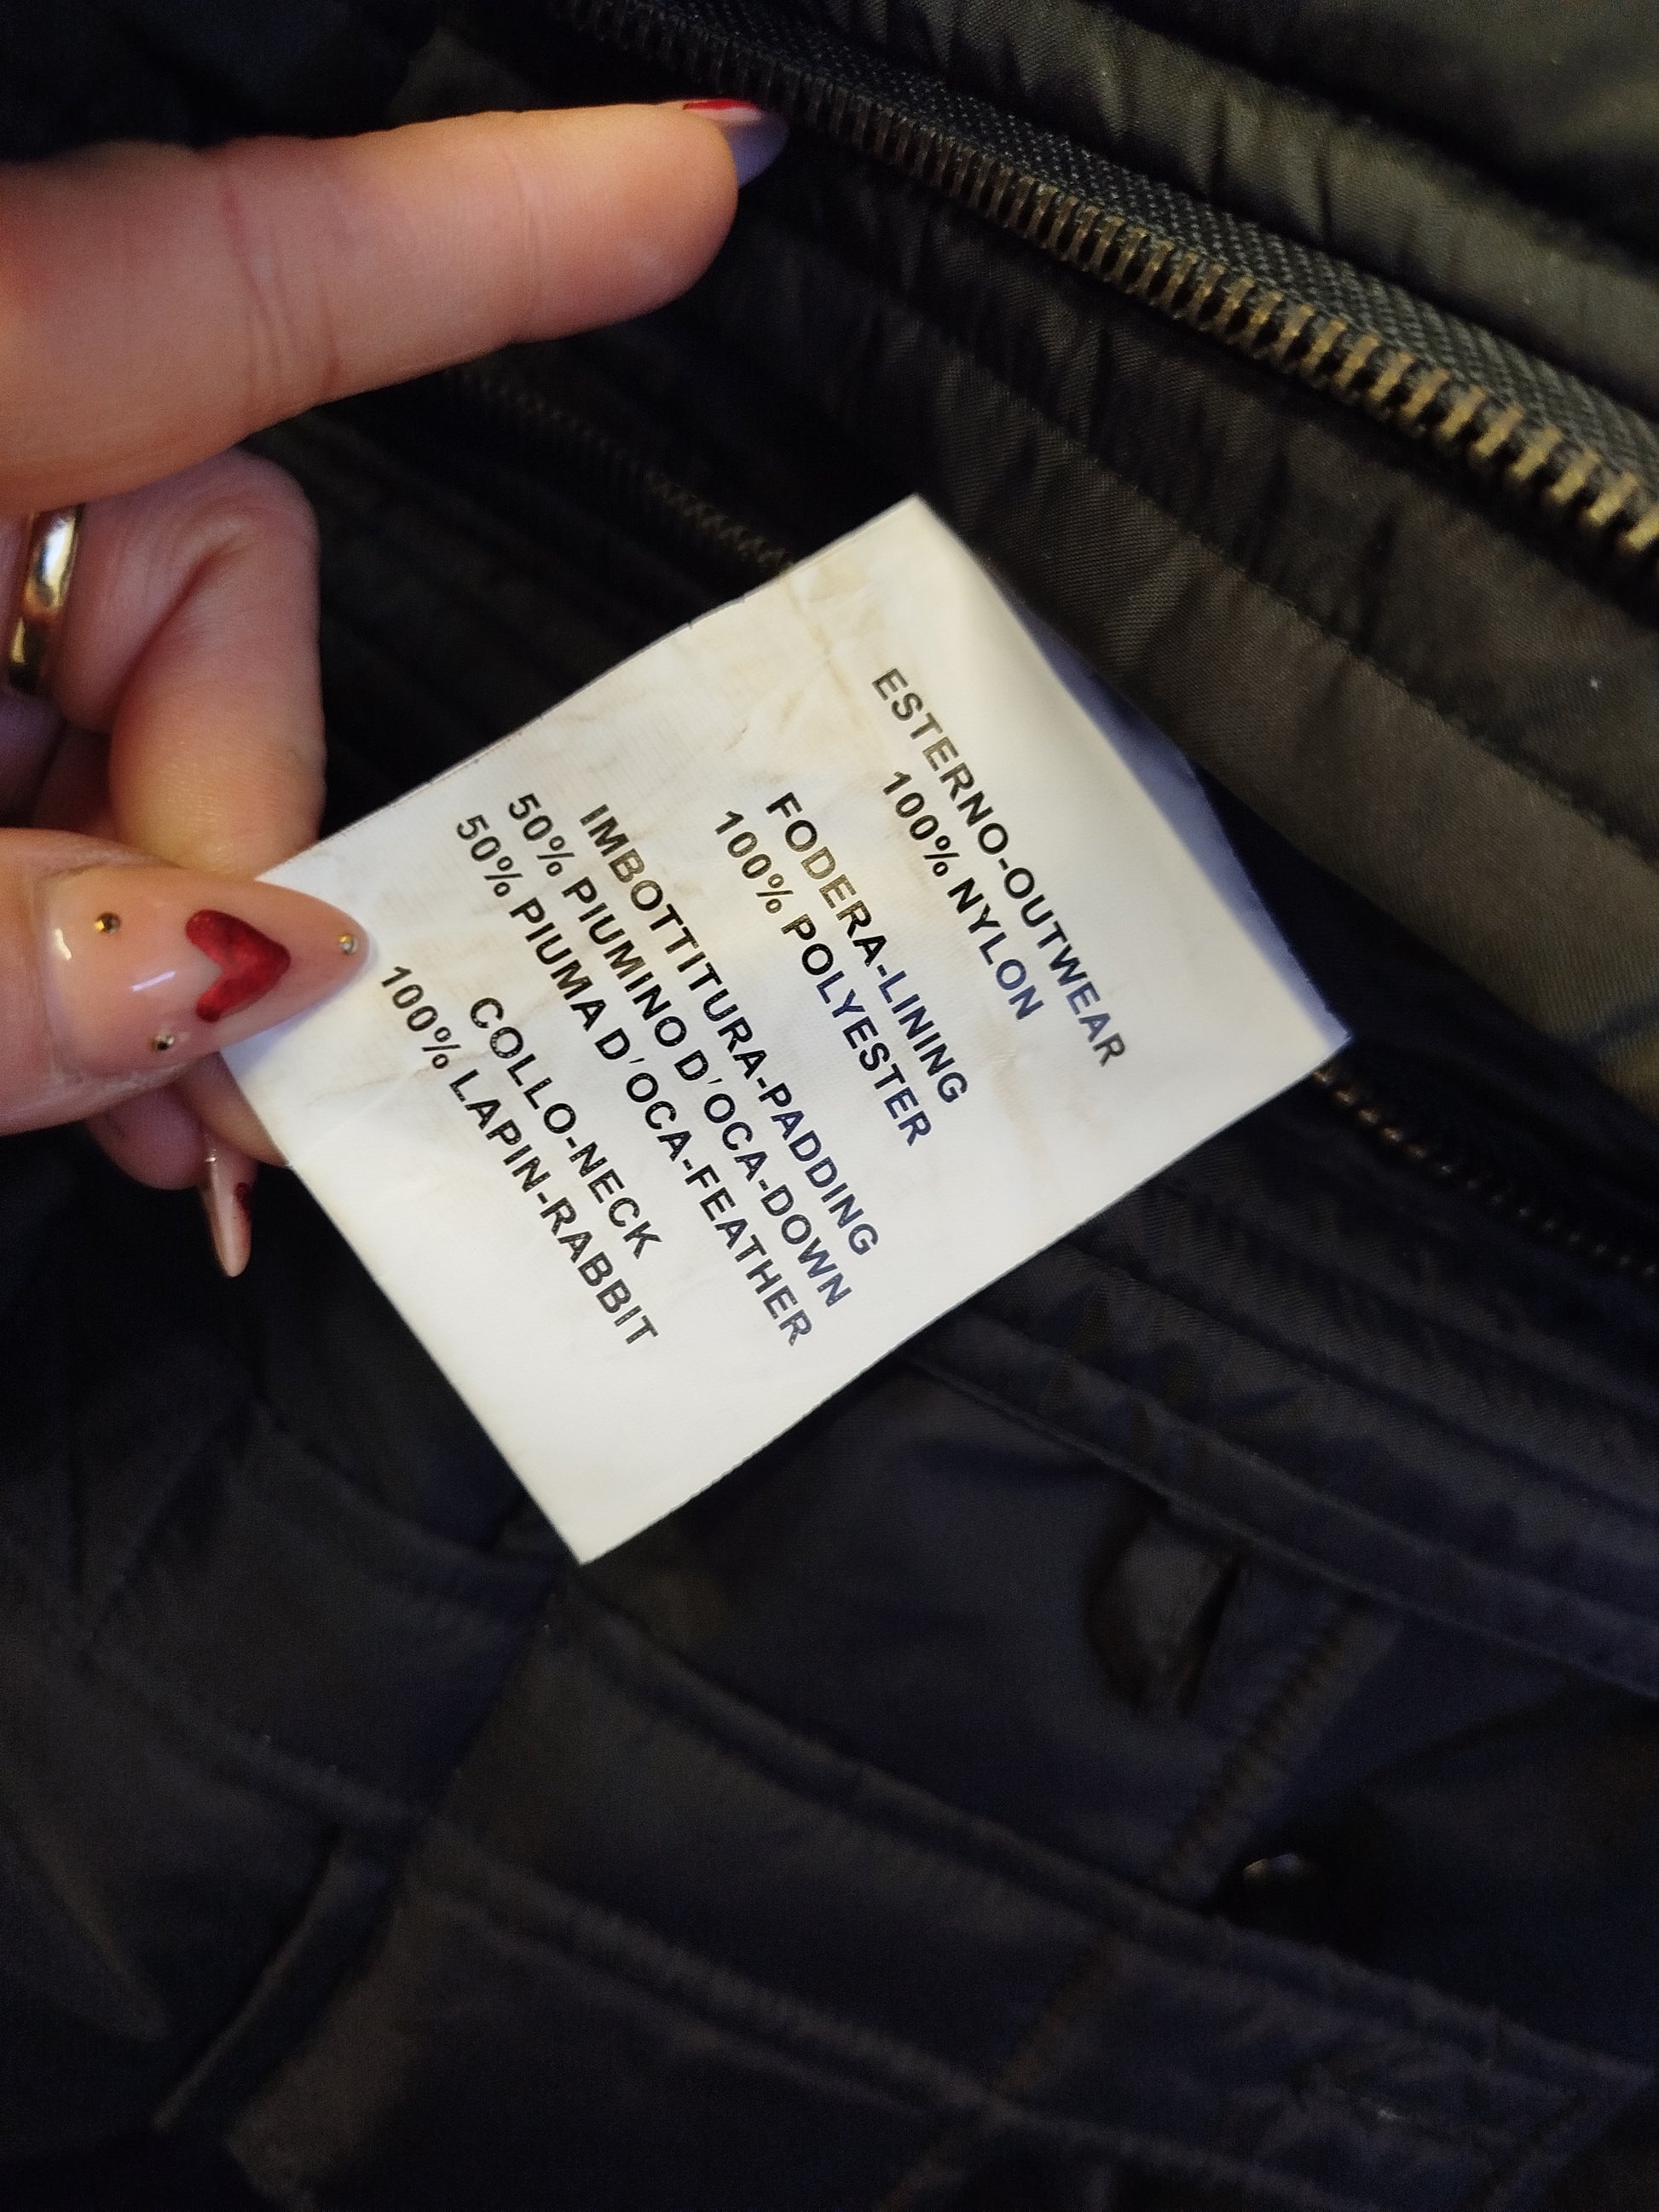 ESTERNO-OUTWEAR
100% NYLON
FODERA-LINING
100% POLYESTER
IMBOTTITURA-PADDING
50% PIUMINO D'OCA-DOWN
50% PIUMA D'OCA-FEATHER
COLLO-NECK
100% LAPIN-RABBIT